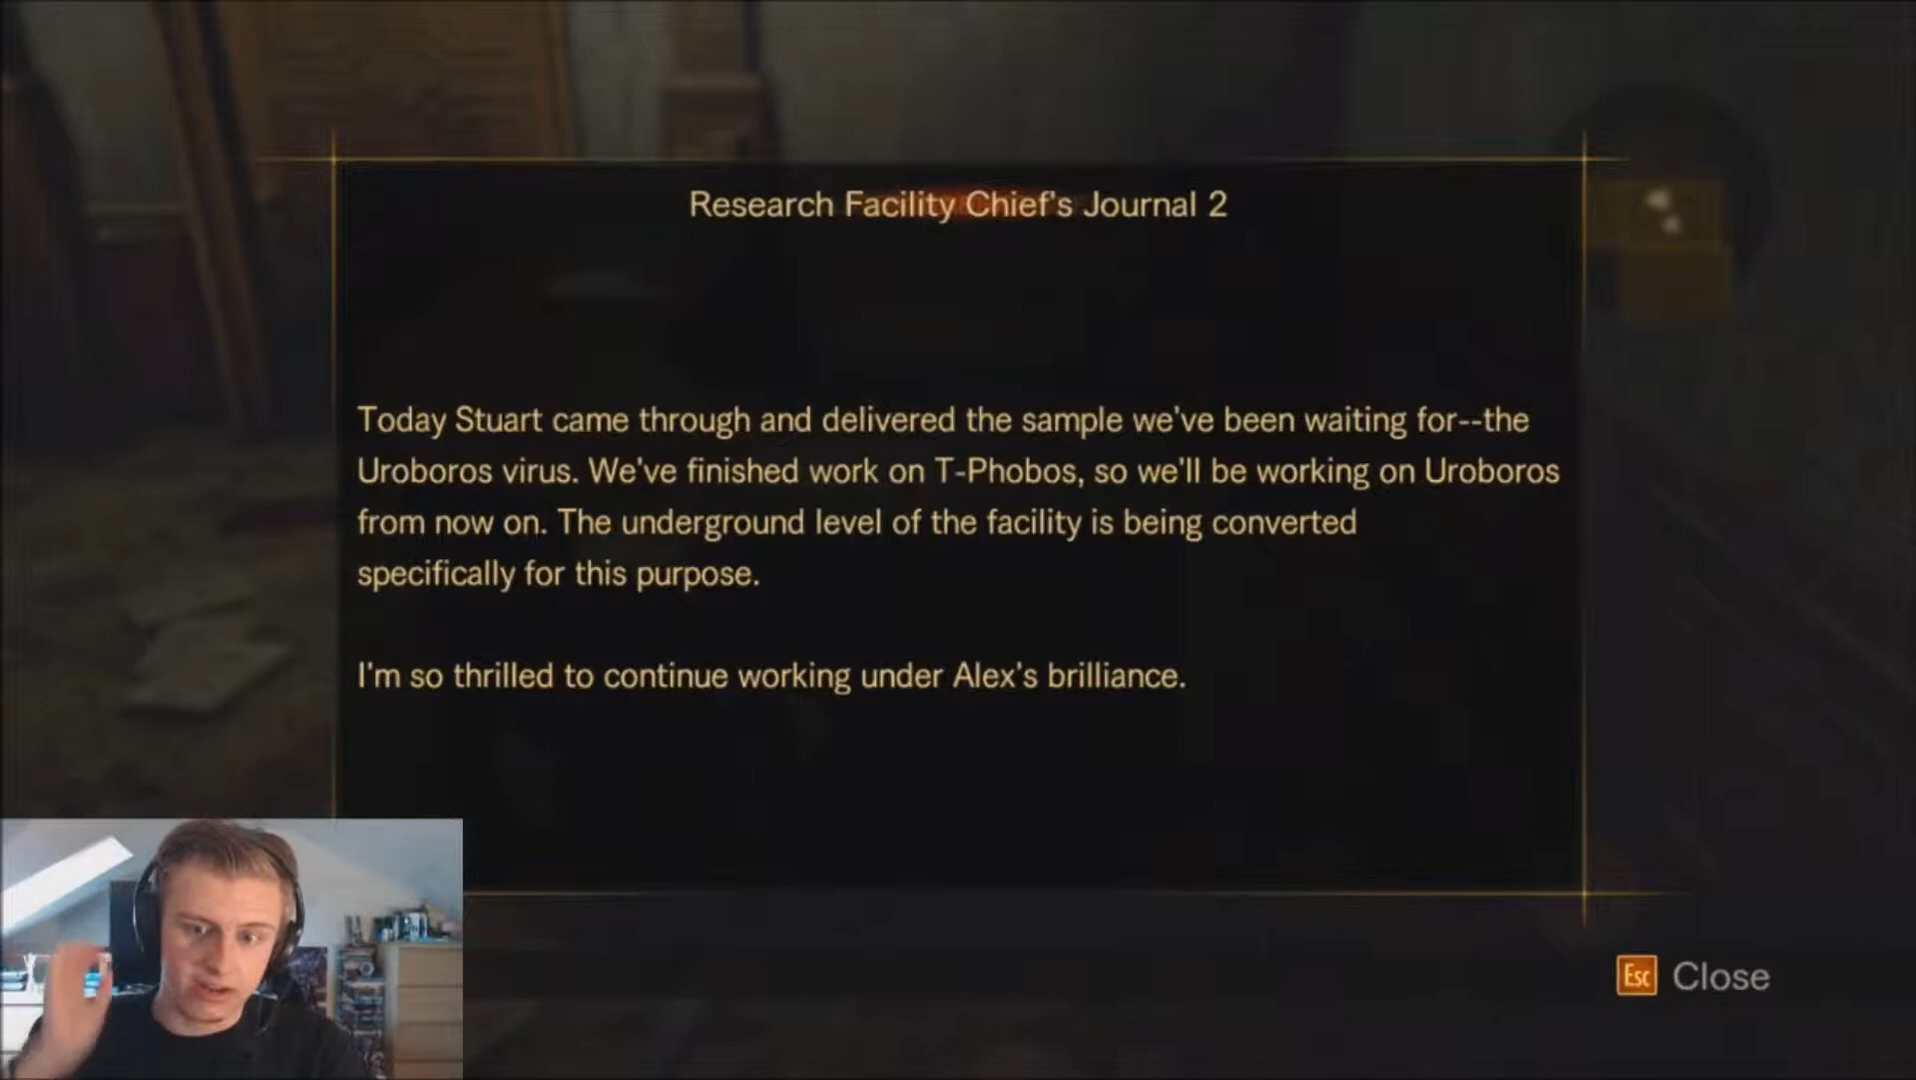 Research Facility Chief's Journal 2
Today Stuart came through and delivered the sample we've been waiting for--the
Uroboros virus. We've finished work on T-Phobos, so we'll be working on Uroboros
from now on. The underground level of the facility is being converted
specifically for this purpose.
I'm so thrilled to continue working under Alex's brilliance.
Esc Close